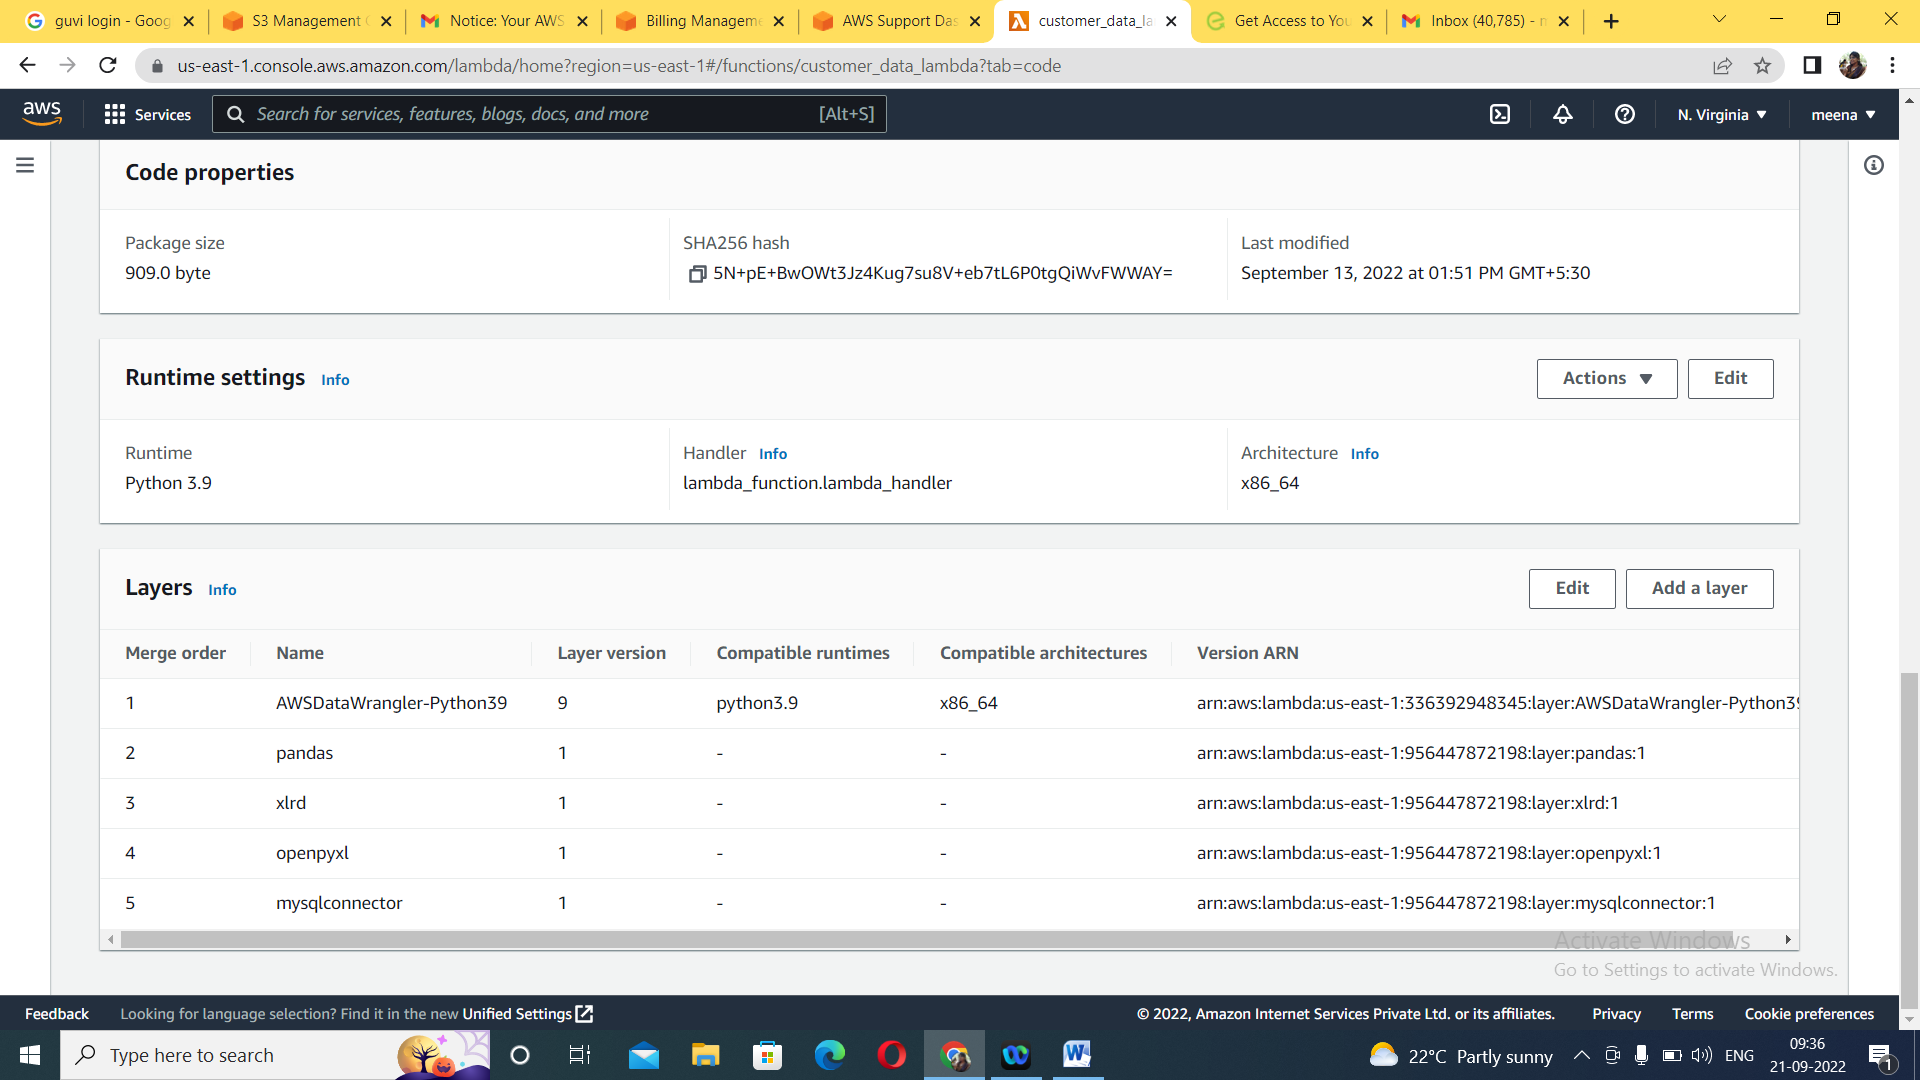 guvi login - Goog
S3 Management C
Notice: Your AWS
Billing Manageme
AWS Support Das
customer_data_la
Get Access to You
Inbox (40,785) - m
us-east-1.console.aws.amazon.com/lambda/home?region=us-east-1#/functions/customer_data_lambda?tab=code
aws
Services
Search for services, features, blogs, docs, and more
[Alt+S]
N. Virginia
meena
Code properties
Package size
SHA256 hash
Last modified
909.0 byte
5N+pE+BwOWt3Jz4Kug7su8V+eb7tL6P0tgQiWvFWWAY=
September 13, 2022 at 01:51 PM GMT+5:30
Runtime settings Info
Actions
Edit
Runtime
Handler Info
Architecture Info
Python 3.9
lambda_function.lambda_handler
x86_64
Layers Info
Edit
Add a layer
Merge order Name Layer version Compatible runtimes Compatible architectures Version ARN
1 AWSDataWrangler-Python39 9 python3.9 x86_64 arn:aws:lambda:us-east-1:336392948345:layer:AWSDataWrangler-Python39
2 pandas 1 - - arn:aws:lambda:us-east-1:956447872198:layer:pandas:1
3 xlrd 1 - - arn:aws:lambda:us-east-1:956447872198:layer:xlrd:1
4 openpyxl 1 - - arn:aws:lambda:us-east-1:956447872198:layer:openpyxl:1
5 mysqlconnector 1 - - arn:aws:lambda:us-east-1:956447872198:layer:mysqlconnector:1
Activate Windows
Go to Settings to activate Windows.
Feedback
Looking for language selection? Find it in the new Unified Settings
© 2022, Amazon Internet Services Private Ltd. or its affiliates.
Privacy
Terms
Cookie preferences
Type here to search
22°C Partly sunny
ENG
09:36
21-09-2022
1